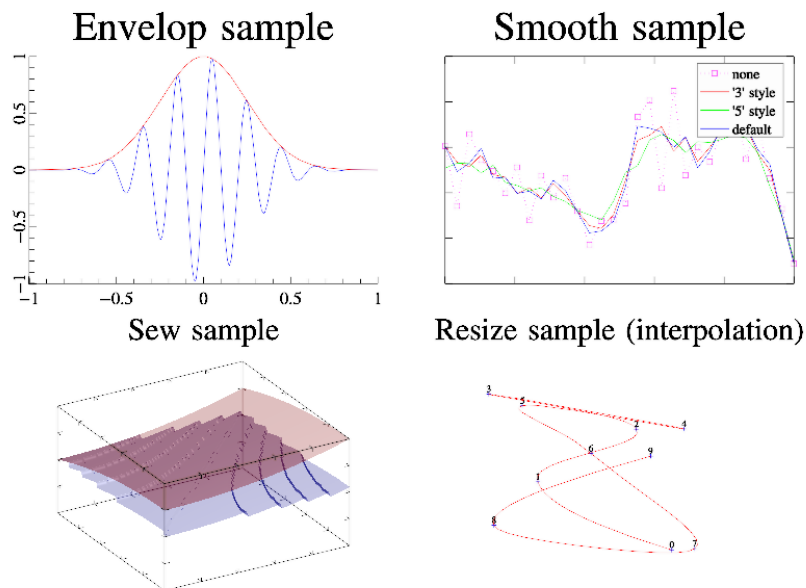 Envelop sample
Smooth sample
1
0.5
0
−0.5
−1
−1
−0.5
0
0.5
1
none
'3' style
'5' style
default
Sew sample
Resize sample (interpolation)
3
5
2
4
6
9
1
8
0
7